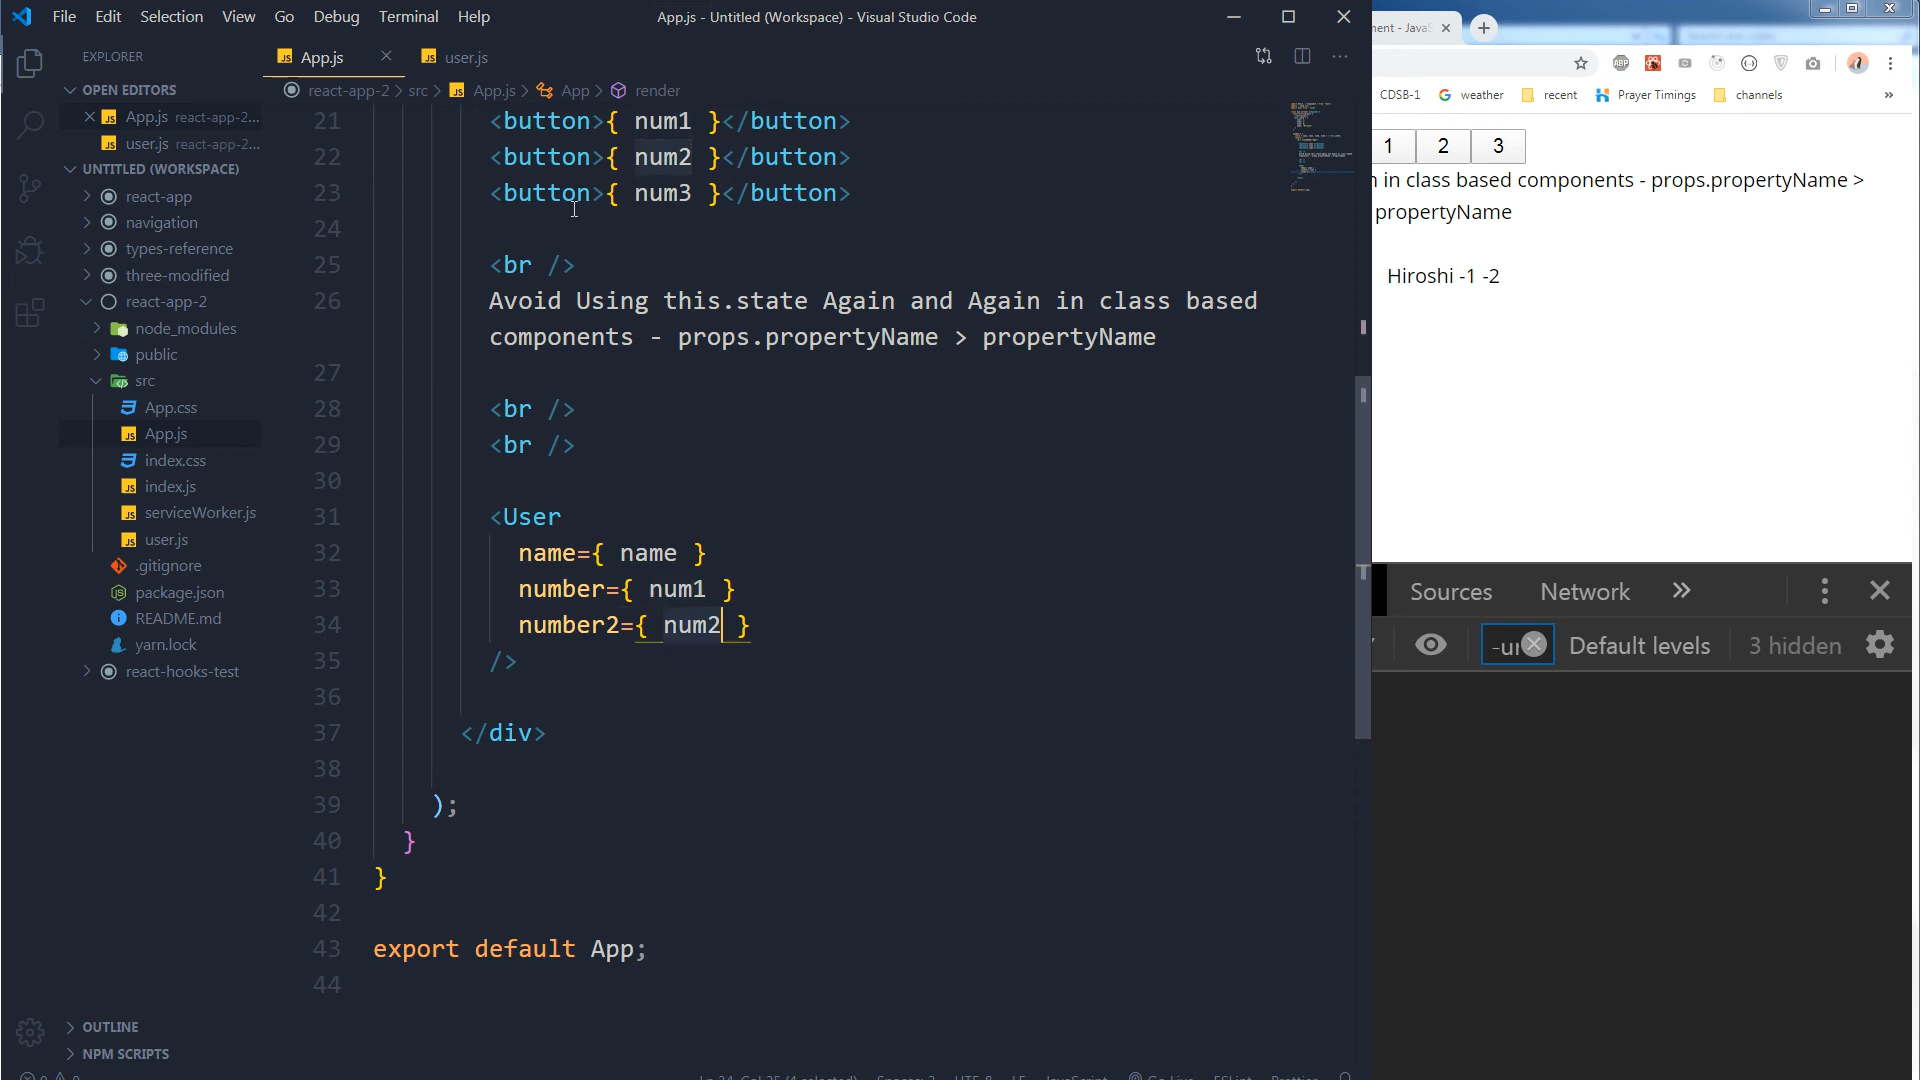 File Edit Selection View Go Debug Terminal Help
App.js - Untitled (Workspace) - Visual Studio Code
EXPLORER
OPEN EDITORS
App.js react-app-2...
user.js react-app-2...
UNTITLED (WORKSPACE)
react-app
navigation
types-reference
three-modified
react-app-2
node_modules
public
src
App.css
App.js
index.css
index.js
serviceWorker.js
user.js
.gitignore
package.json
README.md
yarn.lock
react-hooks-test
OUTLINE
NPM SCRIPTS
App.js user.js
react-app-2 > src > App.js > App > render
21 <button>{ num1 }</button>
22 <button>{ num2 }</button>
23 <button>{ num3 }</button>
24
25 <br />
26 Avoid Using this.state Again and Again in class based
components - props.propertyName > propertyName
27
28 <br />
29 <br />
30
31 <User
32 name={ name }
33 number={ num1 }
34 number2={ num2 }
35 />
36
37 </div>
38
39 );
40 }
41 }
42
43 export default App;
44
CDSB-1 weather recent Prayer Timings channels »
1 2 3
in class based components - props.propertyName >
propertyName
Hiroshi -1 -2
Sources Network »
Default levels 3 hidden